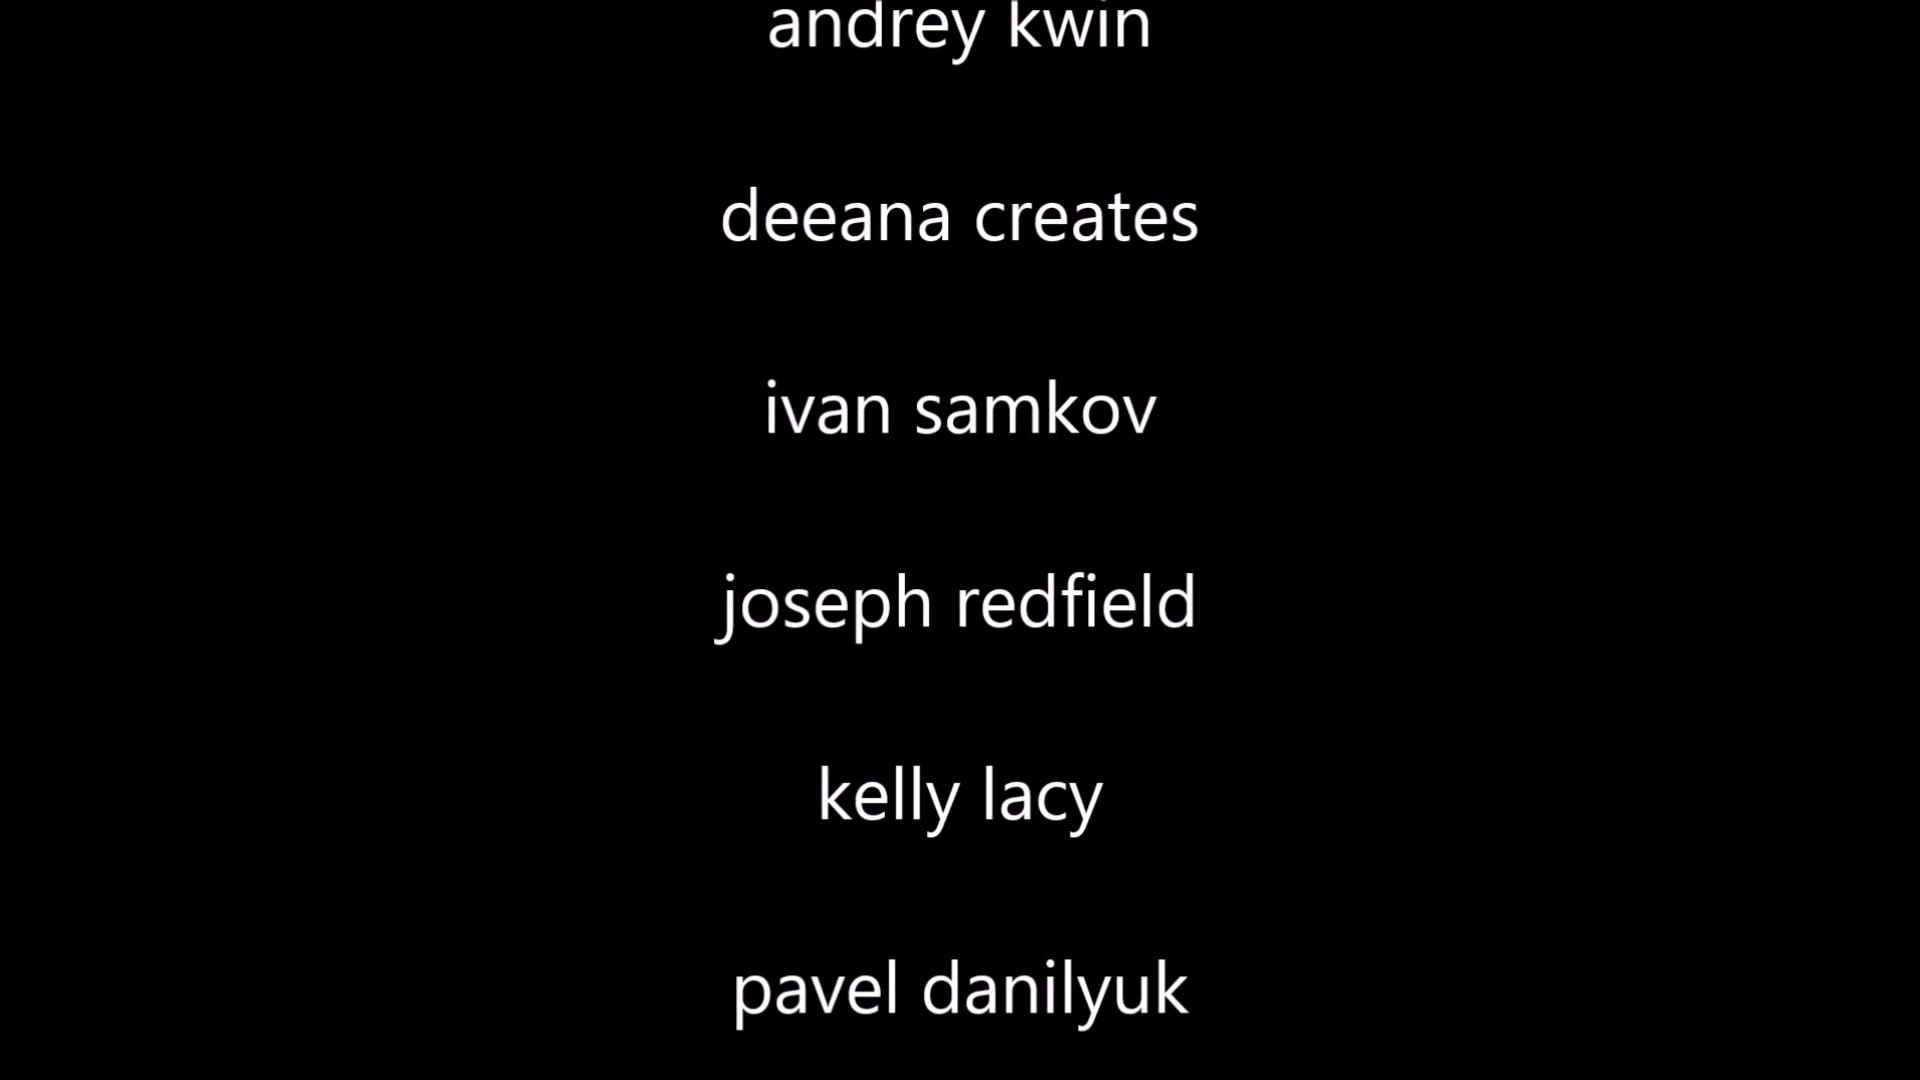 andrey kwin
deeana creates
ivan samkov
joseph redfield
kelly lacy
pavel danilyuk